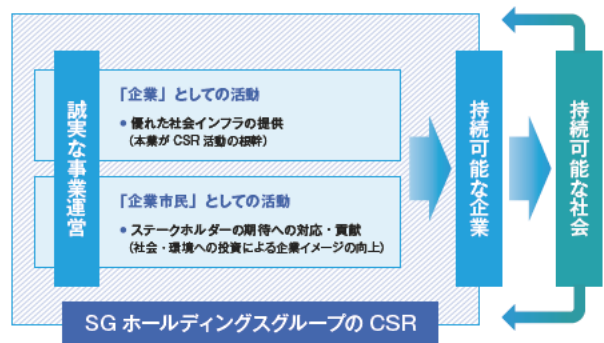 誠実な事業運営
「企業」としての活動
● 優れた社会インフラの提供
（本業が CSR 活動の根幹）
「企業市民」としての活動
● ステークホルダーの期待への対応・貢献
（社会・環境への投資による企業イメージの向上）
持続可能な企業
持続可能な社会
SG ホールディングスグループの CSR